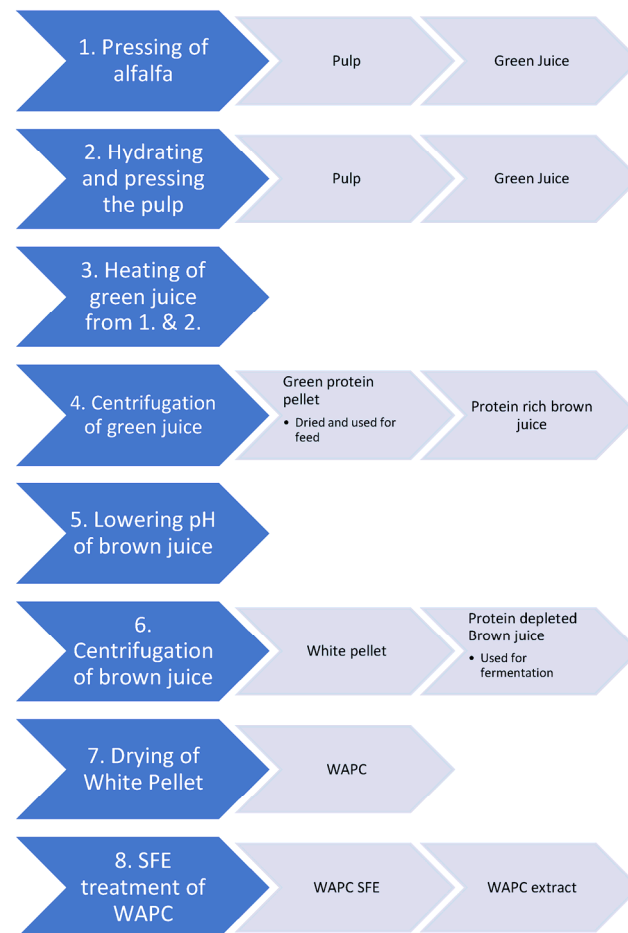 1. Pressing of
alfalfa
Pulp
Green Juice
2. Hydrating
and pressing
the pulp
Pulp
Green Juice
3. Heating of
green juice
from 1. & 2.
4. Centrifugation
of green juice
Green protein
pellet
• Dried and used for
feed
Protein rich brown
juice
5. Lowering pH
of brown juice
6.
Centrifugation
of brown juice
White pellet
Protein depleted
Brown juice
• Used for
fermentation
7. Drying of
White Pellet
WAPC
8. SFE
treatment of
WAPC
WAPC SFE
WAPC extract